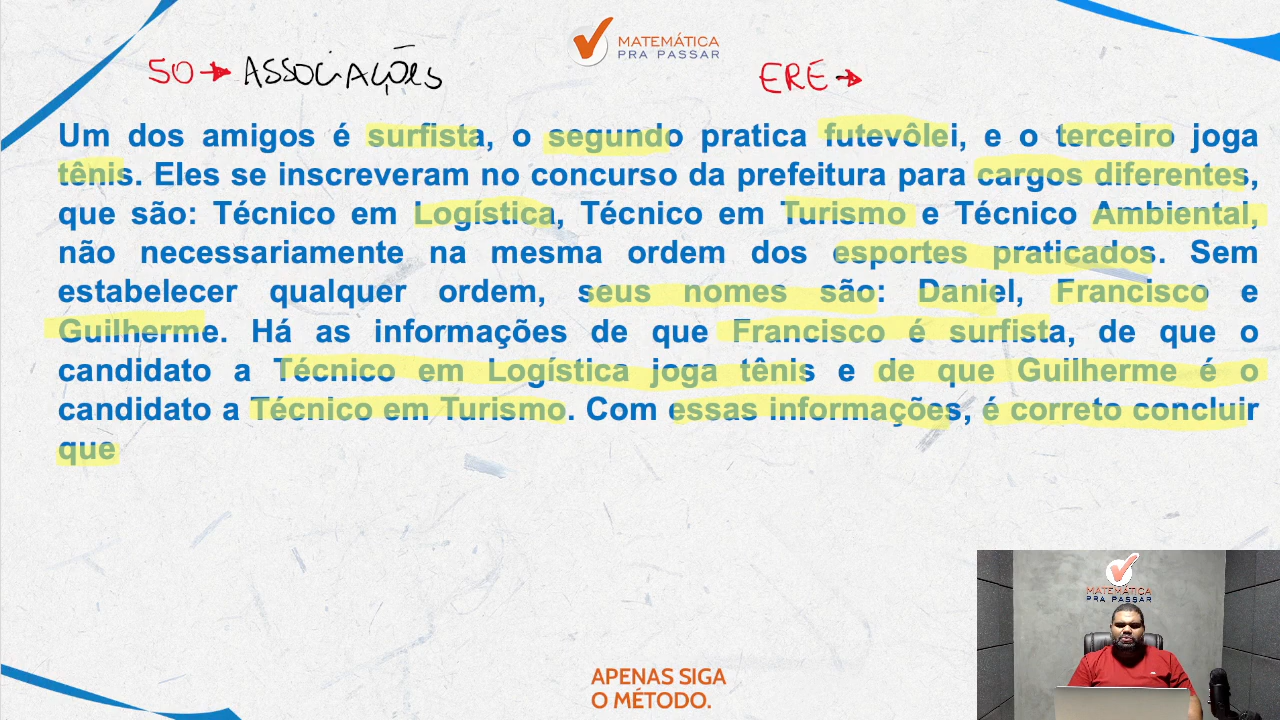 MATEMÁTICA
PRA PASSAR
SO → ASSOCIAÇÕES
ERE →
Um dos amigos é surfista, o segundo pratica futevôlei, e o terceiro joga
tênis. Eles se inscreveram no concurso da prefeitura para cargos diferentes,
que são: Técnico em Logística, Técnico em Turismo e Técnico Ambiental,
não necessariamente na mesma ordem dos esportes praticados. Sem
estabelecer qualquer ordem, seus nomes são: Daniel, Francisco e
Guilherme. Há as informações de que Francisco é surfista, de que o
candidato a Técnico em Logística joga tênis e de que Guilherme é o
candidato a Técnico em Turismo. Com essas informações, é correto concluir
que
MATEMÁTICA
PRA PASSAR
APENAS SIGA
O MÉTODO.